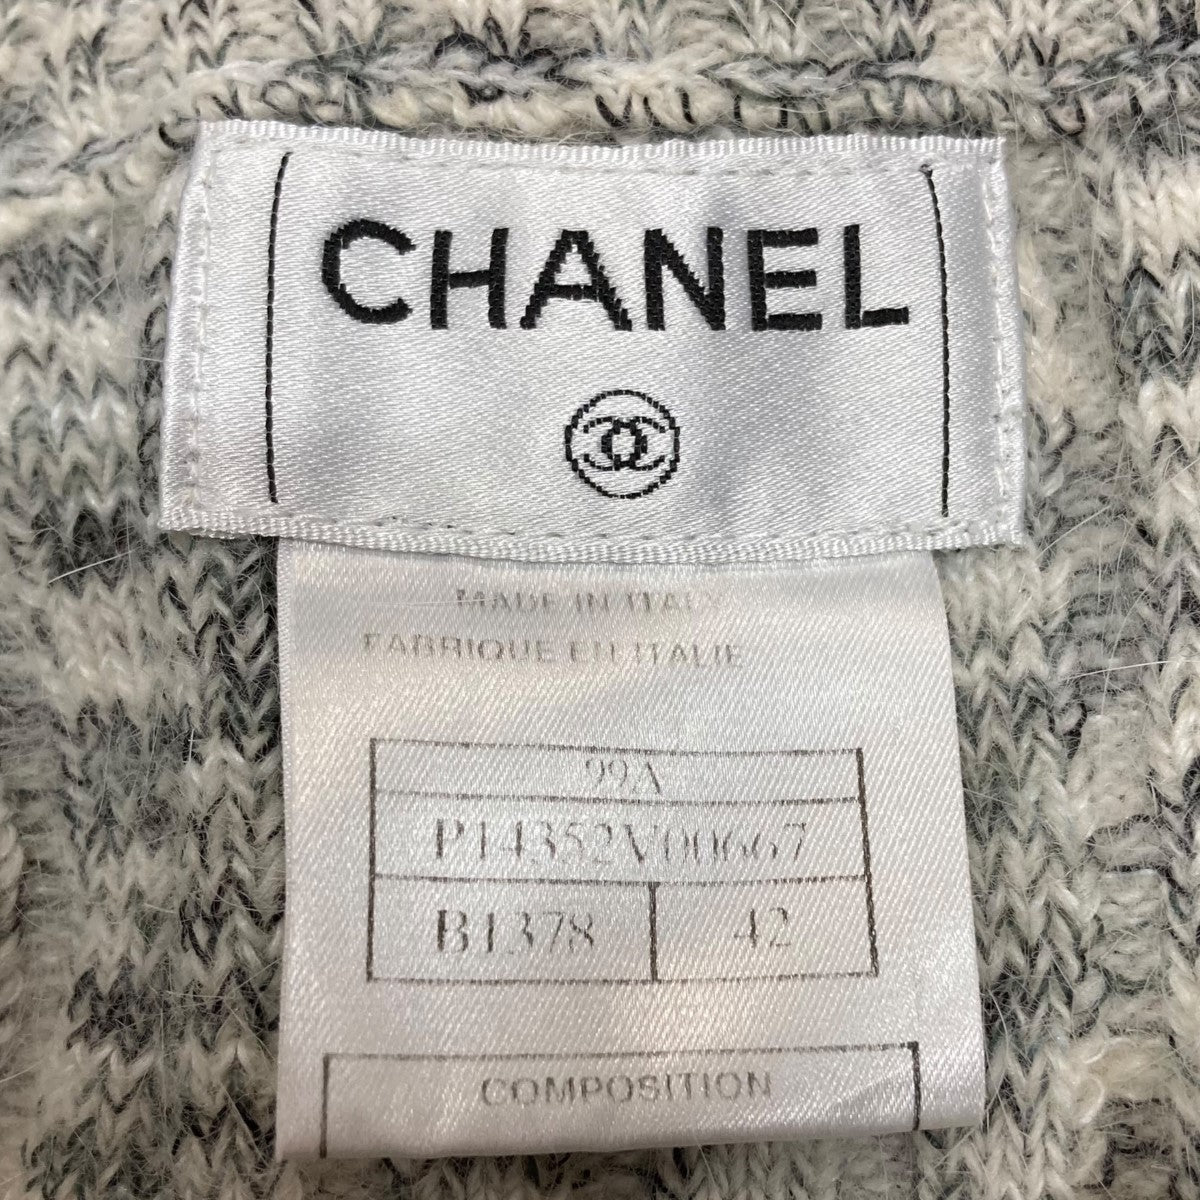 CHANEL
MADE IN ITALY
FABRIQUE EN ITALIE
99A
P14352V00667
B1378 42
COMPOSITION